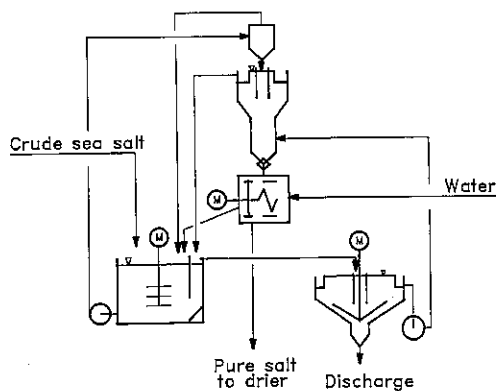 Crude sea salt
M
Water
M
M
Pure salt
to drier
Discharge